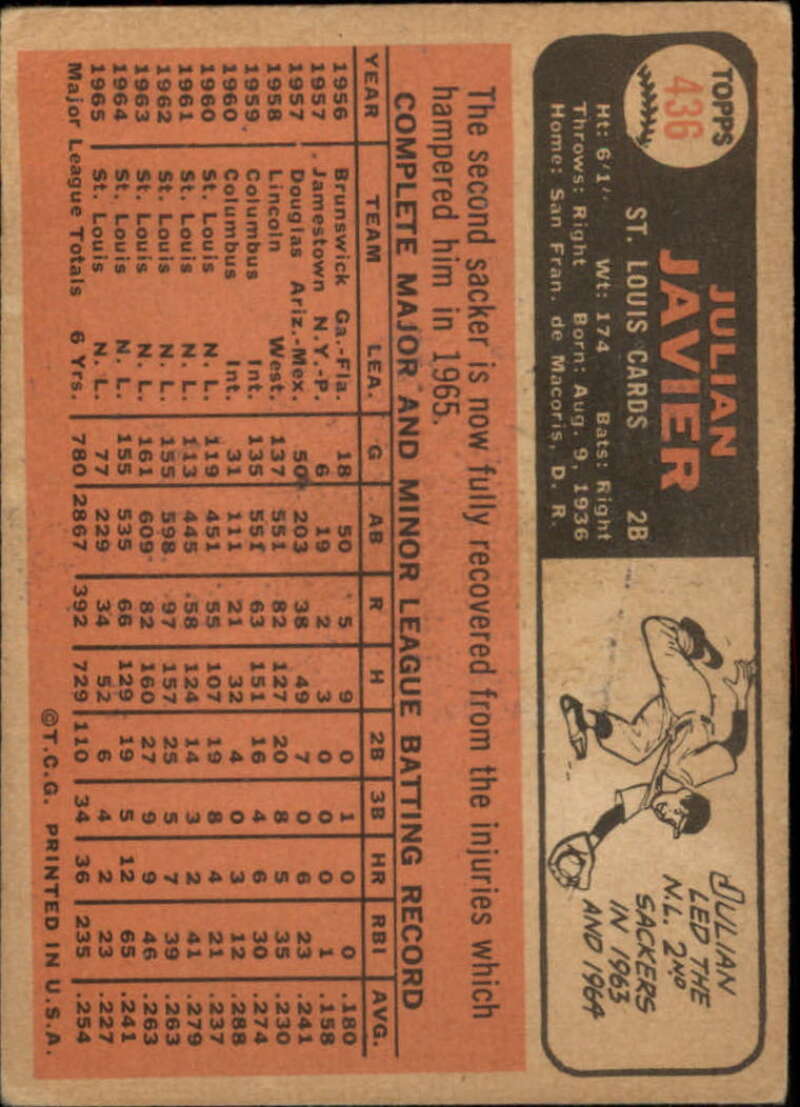 TOPPS
436
JULIAN
JAVIER
ST. LOUIS CARDS 2B
Ht: 6'1" Wt: 174 Bats: Right
Throws: Right Born: Aug. 9, 1936
Home: San Fran. de Macoris, D. R.
JULIAN
LED THE
N.L. 2ND
SACKERS
IN 1963
AND 1964
The second sacker is now fully recovered from the injuries which
hampered him in 1965.
COMPLETE MAJOR AND MINOR LEAGUE BATTING RECORD
YEAR TEAM LEA. G AB R H 2B 3B HR RBI AVG.
1956 Brunswick Ga.-Fla. 18 50 5 9 0 1 0 0 .180
1957 Jamestown N.Y.-P. 6 19 2 3 0 0 0 1 .158
1957 Douglas Ariz.-Mex. 50 203 38 49 7 0 6 23 .241
1958 Lincoln West. 137 551 82 127 20 8 5 35 .230
1959 Columbus Int. 135 551 63 151 16 4 6 30 .274
1960 Columbus Int. 31 111 21 32 4 0 3 12 .288
1960 St. Louis N. L. 119 451 55 107 19 8 4 21 .237
1961 St. Louis N. L. 113 445 58 124 14 3 2 41 .279
1962 St. Louis N. L. 155 598 97 157 25 5 7 39 .263
1963 St. Louis N. L. 161 609 82 160 27 9 9 46 .263
1964 St. Louis N. L. 155 535 66 129 19 5 12 65 .241
1965 St. Louis N. L. 77 229 34 52 6 4 2 23 .227
Major League Totals 6 Yrs. 780 2867 392 729 110 34 36 235 .254
©T.C.G. PRINTED IN U.S.A.